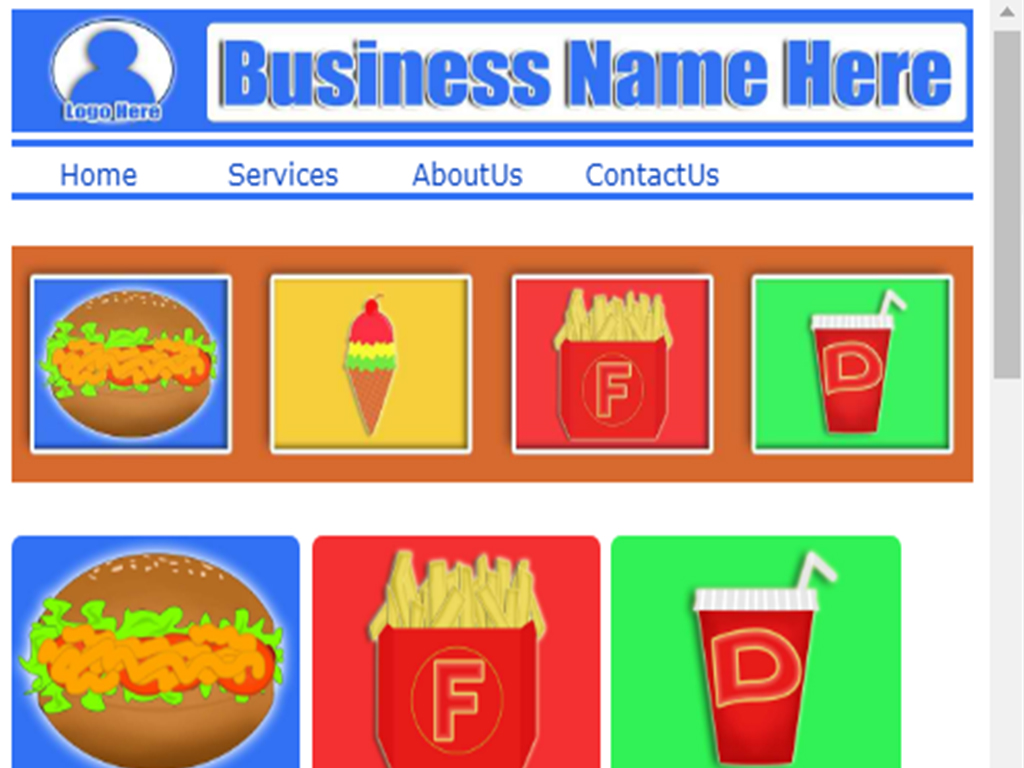 Logo Here
Business Name Here
Home Services AboutUs ContactUs
F D
F D